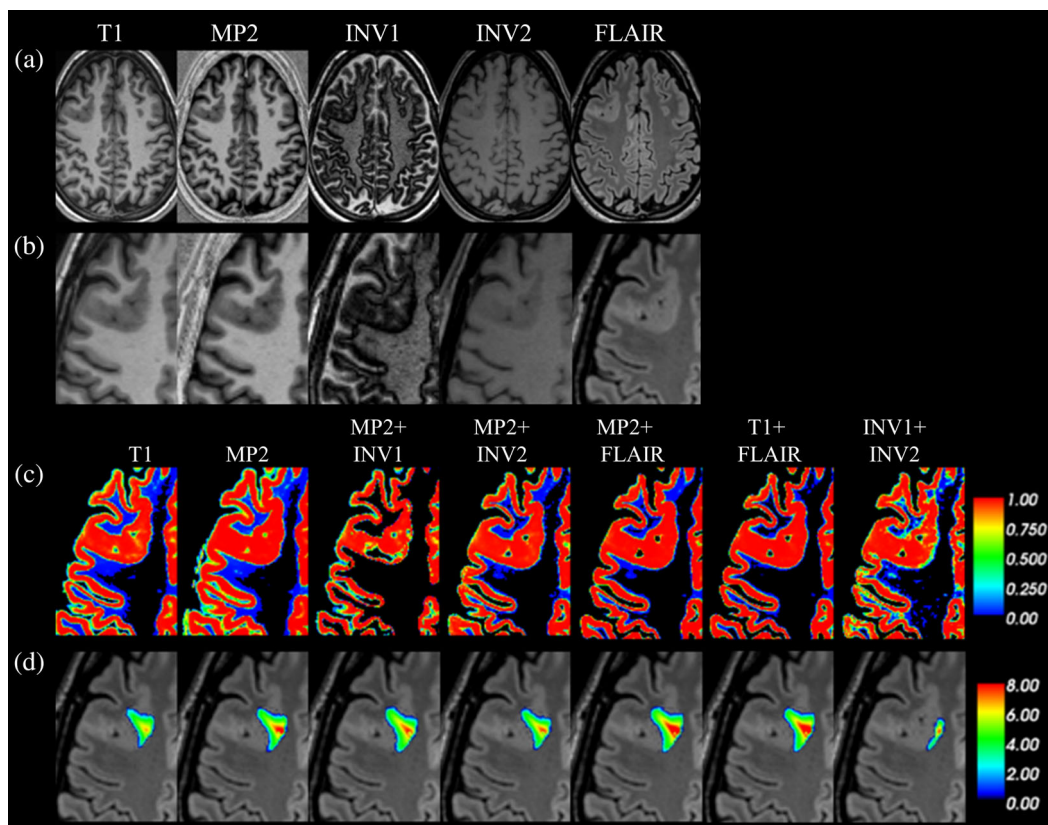 T1 MP2 INV1 INV2 FLAIR
(a)
(b)
MP2+ MP2+ MP2+ T1+ INV1+
T1 MP2 INV1 INV2 FLAIR FLAIR INV2
(c)
1.00
0.750
0.500
0.250
0.00
(d)
8.00
6.00
4.00
2.00
0.00